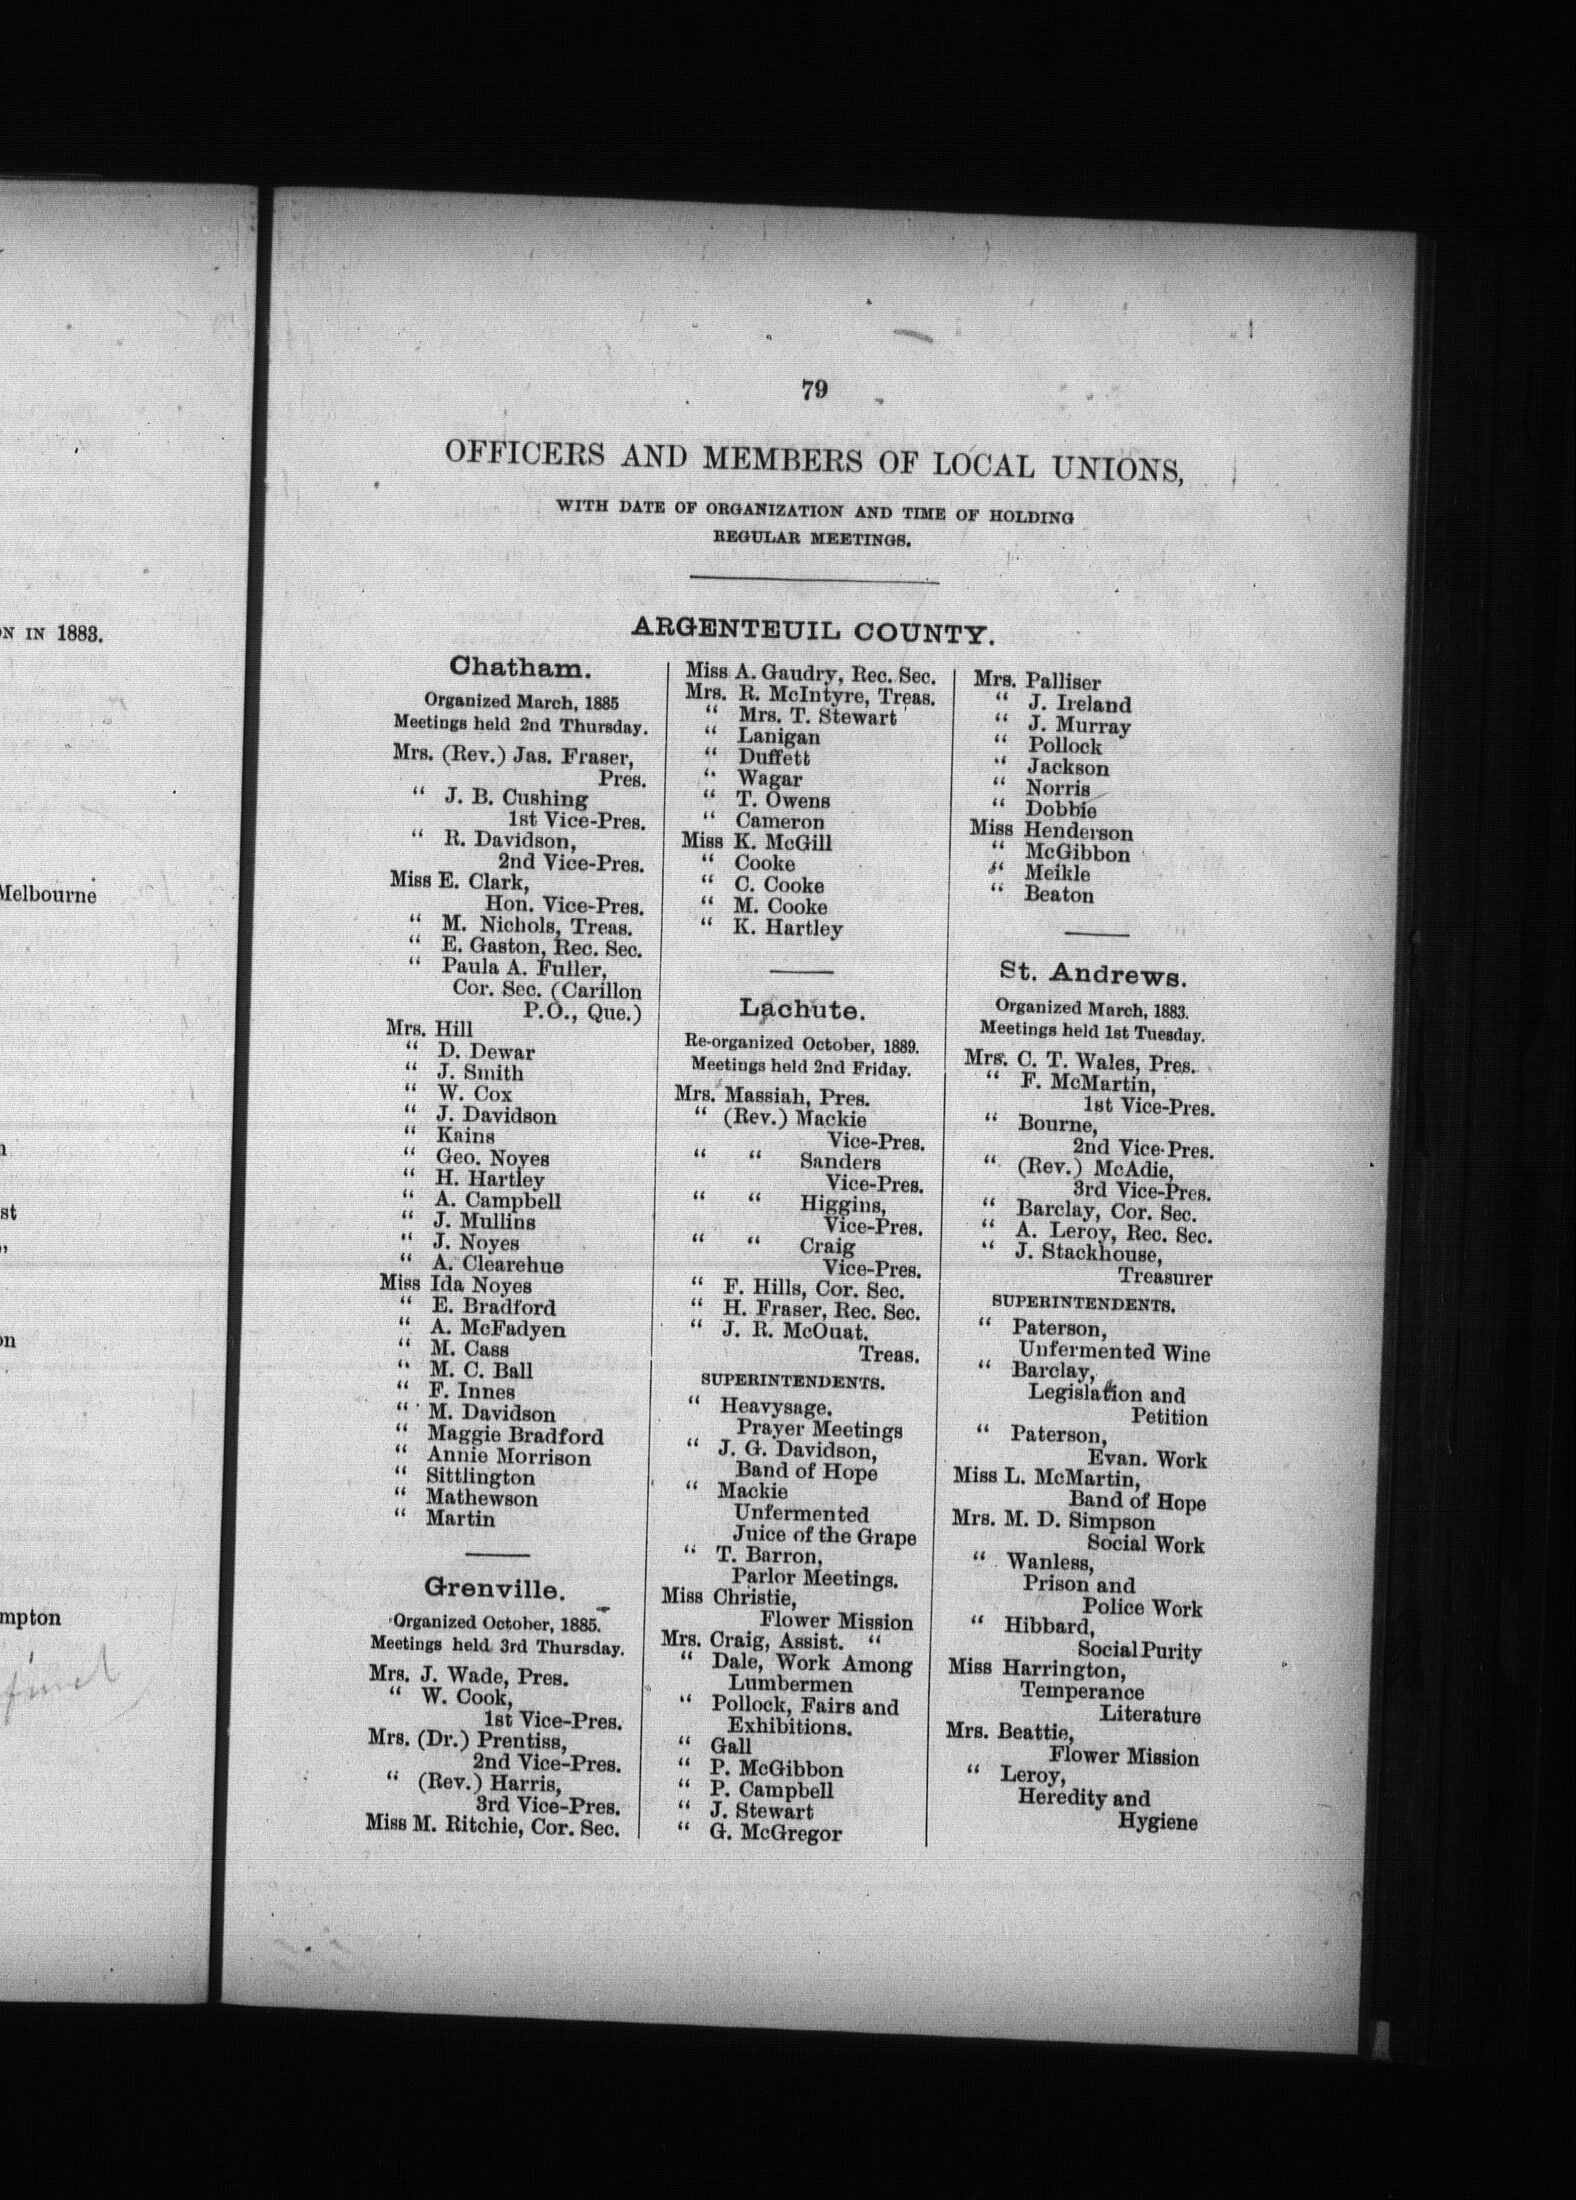 ON IN 1883.
Melbourne
st
on
mpton
79
OFFICERS AND MEMBERS OF LOCAL UNIONS,
WITH DATE OF ORGANIZATION AND TIME OF HOLDING
REGULAR MEETINGS.
ARGENTEUIL COUNTY.
Chatham.
Organized March, 1885
Meetings held 2nd Thursday.
Mrs. (Rev.) Jas. Fraser,
Pres.
" J. B. Cushing
1st Vice-Pres.
" R. Davidson,
2nd Vice-Pres.
Miss E. Clark,
Hon. Vice-Pres.
" M. Nichols, Treas.
" E. Gaston, Rec. Sec.
" Paula A. Fuller,
Cor. Sec. (Carillon
P.O., Que.)
Mrs. Hill
" D. Dewar
" J. Smith
" W. Cox
" J. Davidson
" Kains
" Geo. Noyes
" H. Hartley
" A. Campbell
" J. Mullins
" J. Noyes
" A. Clearehue
Miss Ida Noyes
" E. Bradford
" A. McFadyen
" M. Cass
" M. C. Ball
" F. Innes
" M. Davidson
" Maggie Bradford
" Annie Morrison
" Sittlington
" Mathewson
" Martin
Grenville.
Organized October, 1885.
Meetings held 3rd Thursday.
Mrs. J. Wade, Pres.
" W. Cook,
1st Vice-Pres.
Mrs. (Dr.) Prentiss,
2nd Vice-Pres.
" (Rev.) Harris,
3rd Vice-Pres.
Miss M. Ritchie, Cor. Sec.
Miss A. Gaudry, Rec. Sec.
Mrs. R. McIntyre, Treas.
" Mrs. T. Stewart
" Lanigan
" Duffett
" Wagar
" T. Owens
" Cameron
Miss K. McGill
" Cooke
" C. Cooke
" M. Cooke
" K. Hartley
Lachute.
Re-organized October, 1889.
Meetings held 2nd Friday.
Mrs. Massiah, Pres.
" (Rev.) Mackie
Vice-Pres.
" " Sanders
Vice-Pres.
" " Higgins,
Vice-Pres.
" " Craig
Vice-Pres.
" F. Hills, Cor. Sec.
" H. Fraser, Rec. Sec.
" J. R. McOuat.
Treas.
SUPERINTENDENTS.
" Heavysage.
Prayer Meetings
" J. G. Davidson,
Band of Hope
" Mackie
Unfermented
Juice of the Grape
" T. Barron,
Parlor Meetings.
Miss Christie,
Flower Mission
Mrs. Craig, Assist. "
" Dale, Work Among
Lumbermen
" Pollock, Fairs and
Exhibitions.
" Gall
" P. McGibbon
" P. Campbell
" J. Stewart
" G. McGregor
Mrs. Palliser
" J. Ireland
" J. Murray
" Pollock
" Jackson
" Norris
" Dobbie
Miss Henderson
" McGibbon
" Meikle
" Beaton
St. Andrews.
Organized March, 1883.
Meetings held 1st Tuesday.
Mrs. C. T. Wales, Pres.
" F. McMartin,
1st Vice-Pres.
" Bourne,
2nd Vice-Pres.
" (Rev.) McAdie,
3rd Vice-Pres.
" Barclay, Cor. Sec.
" A. Leroy, Rec. Sec.
" J. Stackhouse,
Treasurer
SUPERINTENDENTS.
" Paterson,
Unfermented Wine
" Barclay,
Legislation and
Petition
" Paterson,
Evan. Work
Miss L. McMartin,
Band of Hope
Mrs. M. D. Simpson
Social Work
" Wanless,
Prison and
Police Work
" Hibbard,
Social Purity
Miss Harrington,
Temperance
Literature
Mrs. Beattie,
Flower Mission
" Leroy,
Heredity and
Hygiene